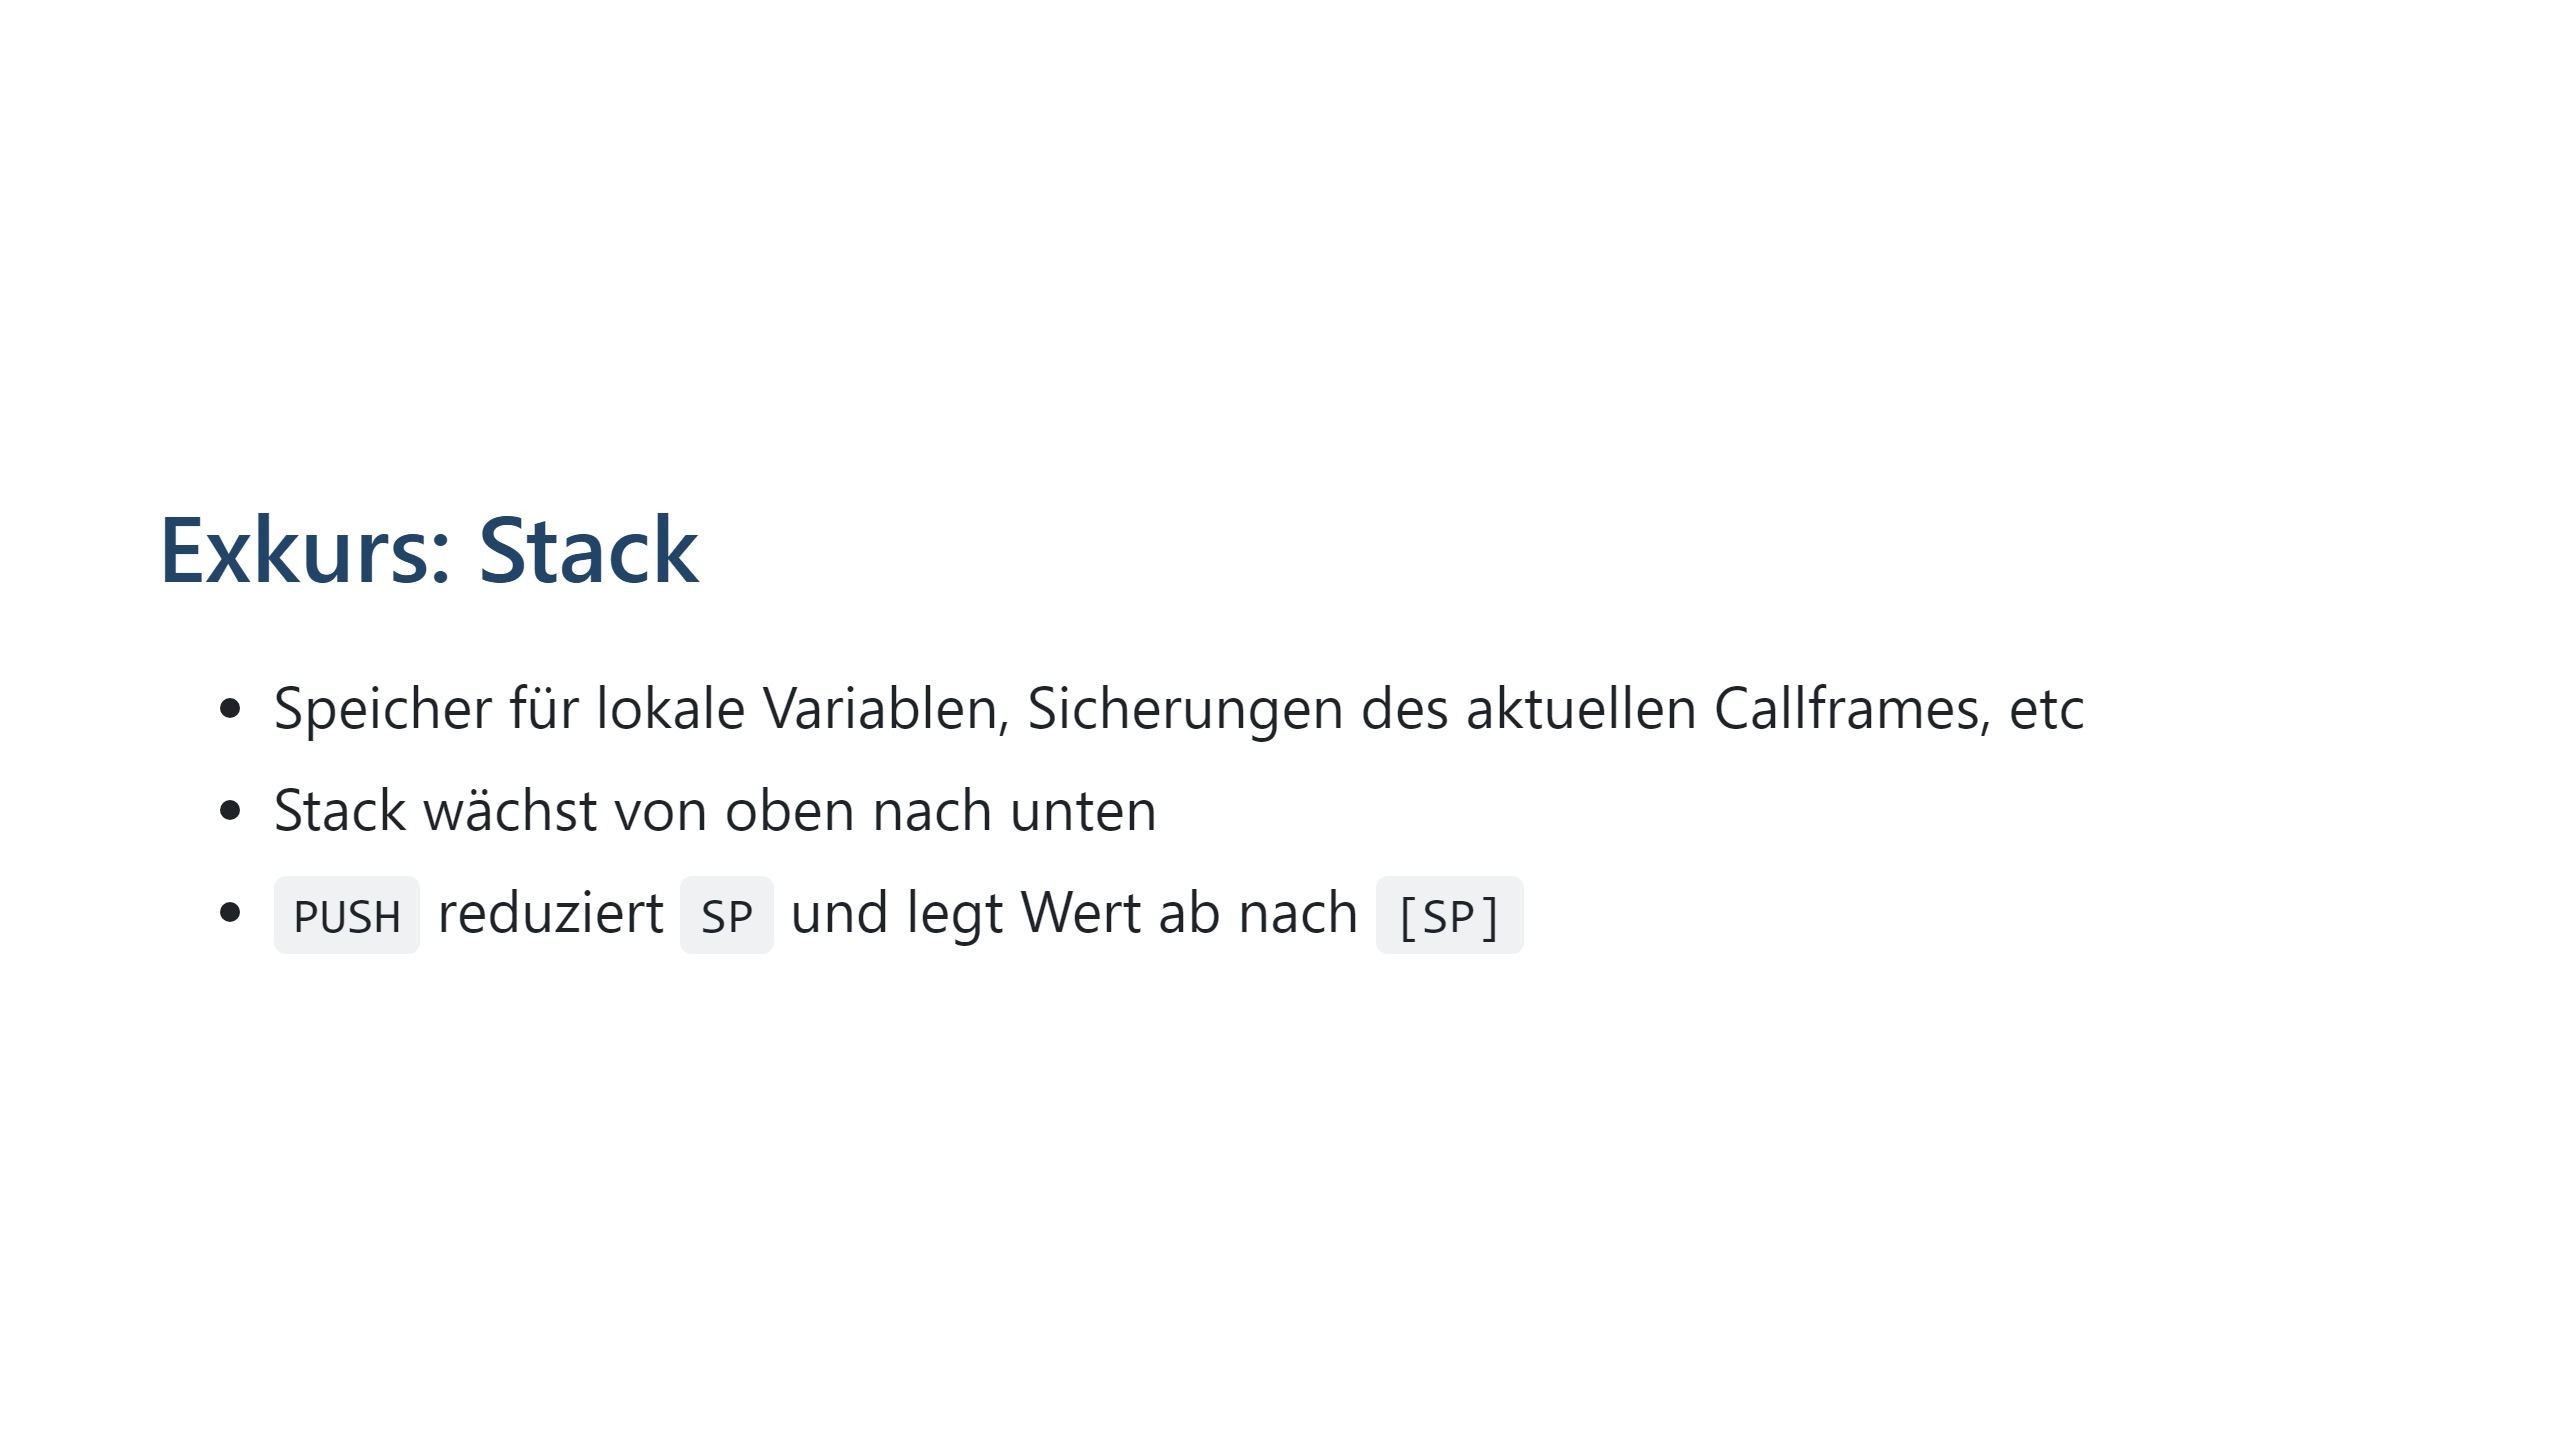 Exkurs: Stack
• Speicher für lokale Variablen, Sicherungen des aktuellen Callframes, etc
• Stack wächst von oben nach unten
• PUSH reduziert SP und legt Wert ab nach [SP]